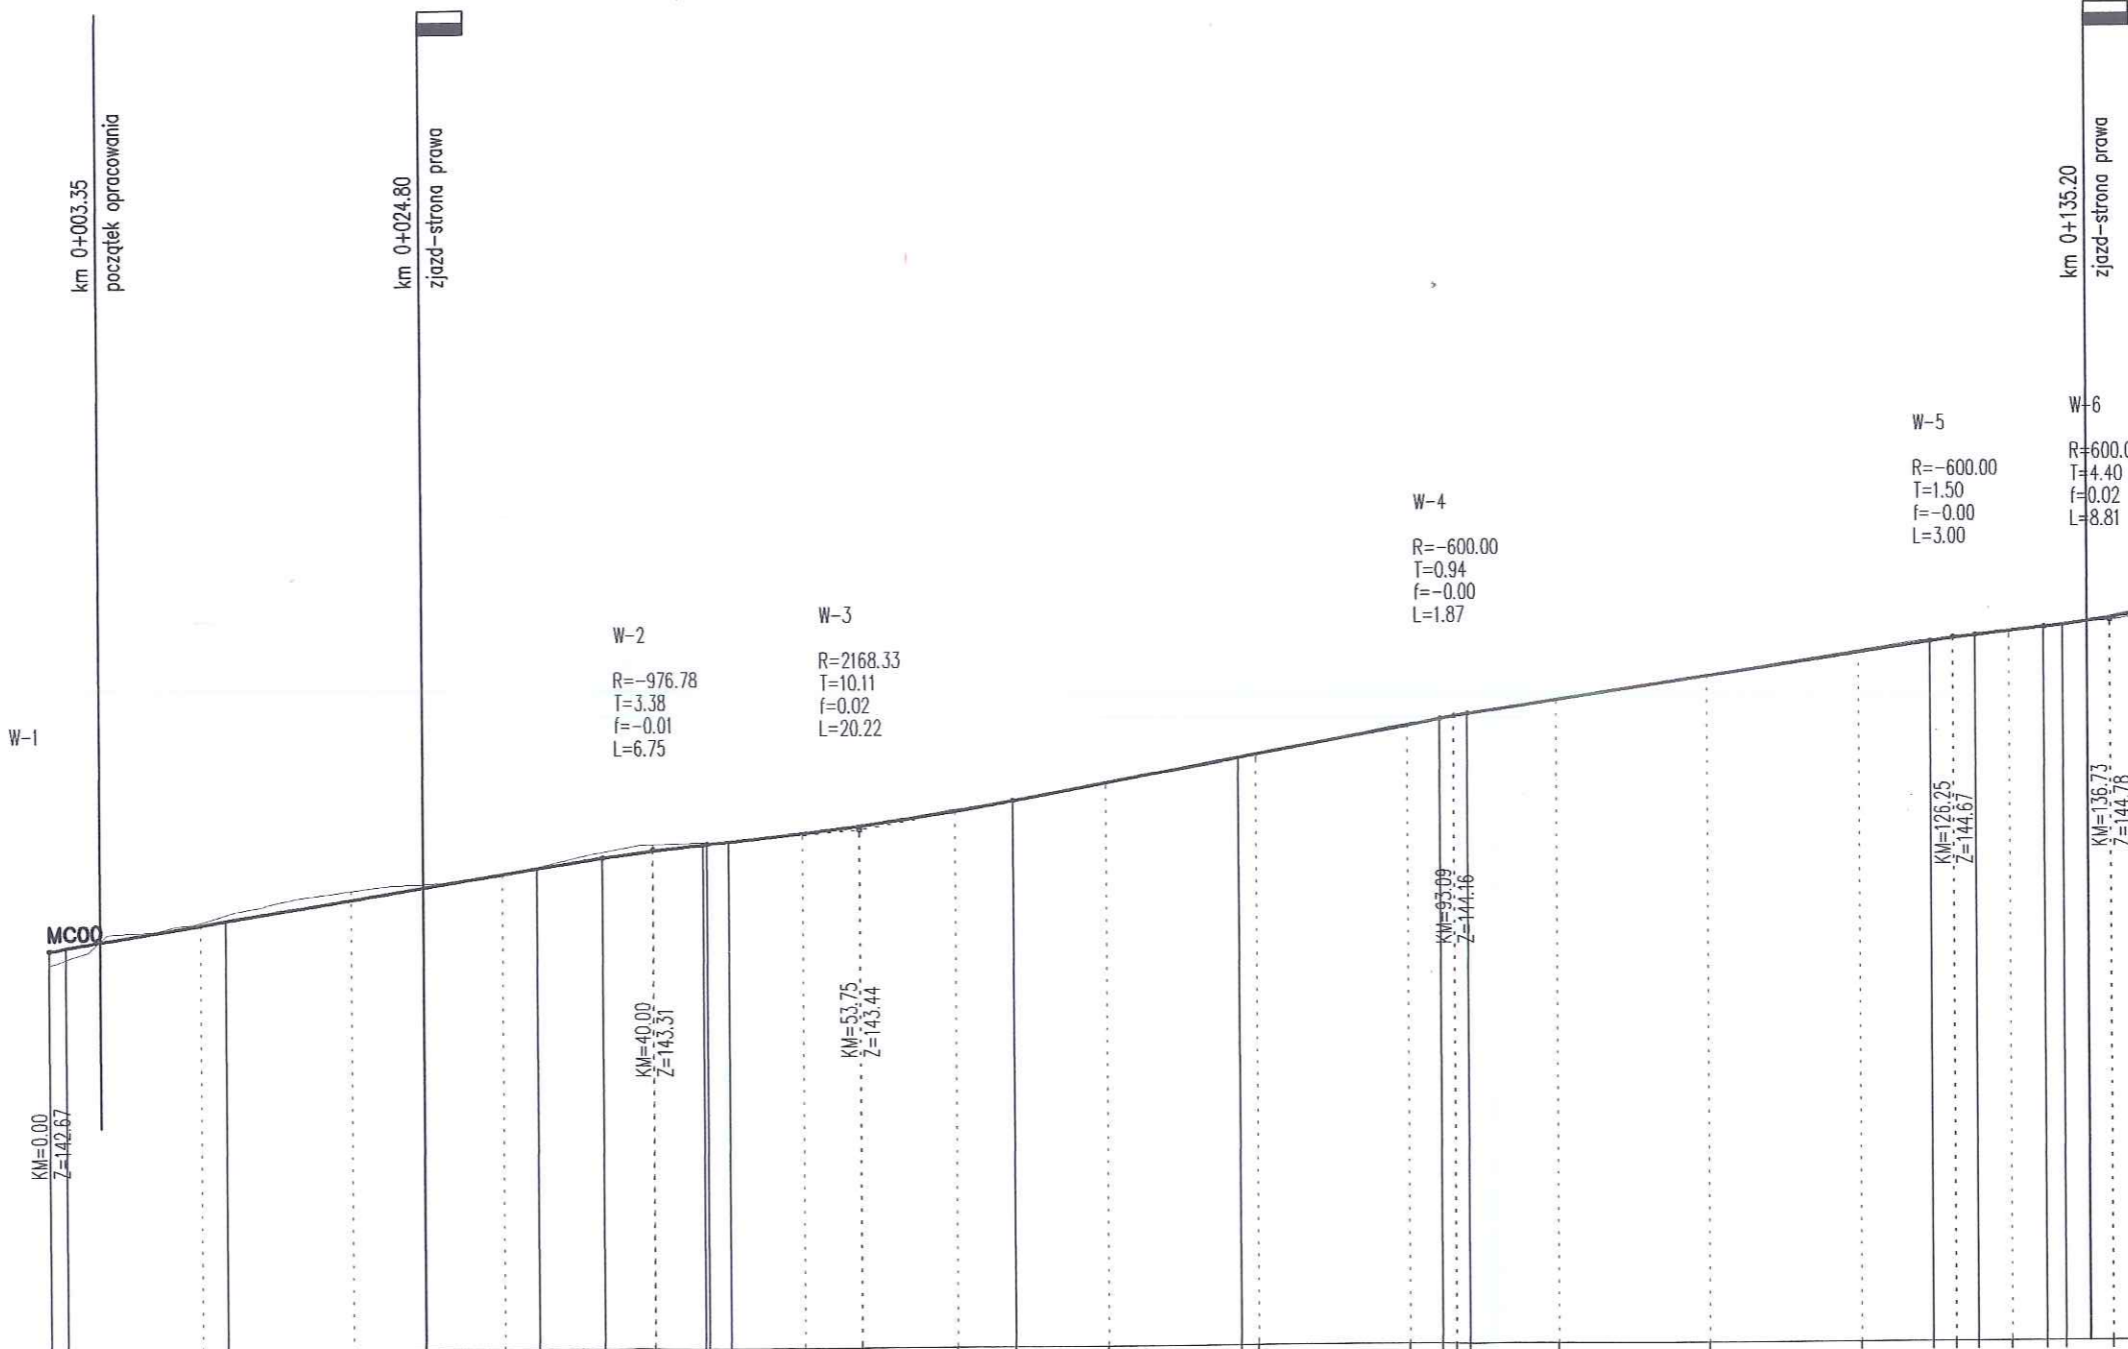 km 0+003.35
początek opracowania
km 0+024.80
zjazd-strona prawa
km 0+135.20
zjazd-strona prawa
W-1
W-2
R=-976.78
T=3.38
f=-0.01
L=6.75
W-3
R=2168.33
T=10.11
f=0.02
L=20.22
W-4
R=-600.00
T=0.94
f=-0.00
L=1.87
W-5
R=-600.00
T=1.50
f=-0.00
L=3.00
W-6
T=4.40
f=0.02
L=8.81
MC00
KM=0.00
Z=142.67
KM=40.00
Z=143.31
KM=53.75
Z=143.44
KM=93.09
Z=144.16
KM=126.25
Z=144.67
KM=136.73
Z=144.78